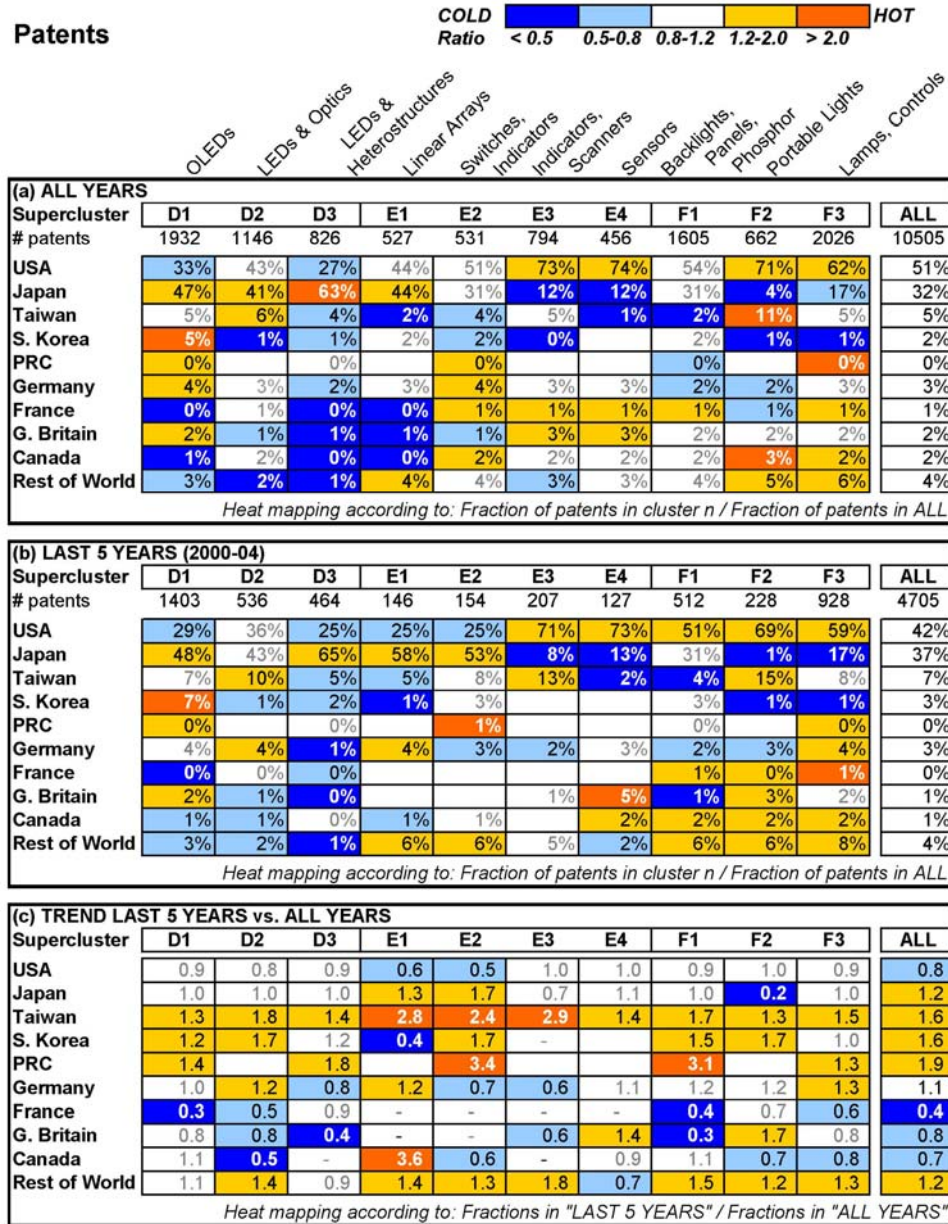 Patents
COLD HOT
Ratio < 0.5 0.5-0.8 0.8-1.2 1.2-2.0 > 2.0
OLEDs
LEDs & Optics
LEDs &
Heterostructures
Linear Arrays
Switches,
Indicators
Indicators,
Scanners
Sensors
Backlights,
Panels,
Phosphor
Portable Lights
Lamps, Controls
(a) ALL YEARS
Supercluster D1 D2 D3 E1 E2 E3 E4 F1 F2 F3 ALL
# patents 1932 1146 826 527 531 794 456 1605 662 2026 10505
USA 33% 43% 27% 44% 51% 73% 74% 54% 71% 62% 51%
Japan 47% 41% 63% 44% 31% 12% 12% 31% 4% 17% 32%
Taiwan 5% 6% 4% 2% 4% 5% 1% 2% 11% 5% 5%
S. Korea 5% 1% 1% 2% 2% 0% 2% 1% 1% 2%
PRC 0% 0% 0% 0% 0% 0%
Germany 4% 3% 2% 3% 4% 3% 3% 2% 2% 3% 3%
France 0% 1% 0% 0% 1% 1% 1% 1% 1% 1% 1%
G. Britain 2% 1% 1% 1% 1% 3% 3% 2% 2% 2% 2%
Canada 1% 2% 0% 0% 2% 2% 2% 2% 3% 2% 2%
Rest of World 3% 2% 1% 4% 4% 3% 3% 4% 5% 6% 4%
Heat mapping according to: Fraction of patents in cluster n / Fraction of patents in ALL
(b) LAST 5 YEARS (2000-04)
Supercluster D1 D2 D3 E1 E2 E3 E4 F1 F2 F3 ALL
# patents 1403 536 464 146 154 207 127 512 228 928 4705
USA 29% 36% 25% 25% 25% 71% 73% 51% 69% 59% 42%
Japan 48% 43% 65% 58% 53% 8% 13% 31% 1% 17% 37%
Taiwan 7% 10% 5% 5% 8% 13% 2% 4% 15% 8% 7%
S. Korea 7% 1% 2% 1% 3% 3% 1% 1% 3%
PRC 0% 0% 1% 0% 0% 0%
Germany 4% 4% 1% 4% 3% 2% 3% 2% 3% 4% 3%
France 0% 0% 0% 1% 0% 1% 0%
G. Britain 2% 1% 0% 1% 5% 1% 3% 2% 1%
Canada 1% 1% 0% 1% 1% 2% 2% 2% 2% 1%
Rest of World 3% 2% 1% 6% 6% 5% 2% 6% 6% 8% 4%
Heat mapping according to: Fraction of patents in cluster n / Fraction of patents in ALL
(c) TREND LAST 5 YEARS vs. ALL YEARS
Supercluster D1 D2 D3 E1 E2 E3 E4 F1 F2 F3 ALL
USA 0.9 0.8 0.9 0.6 0.5 1.0 1.0 0.9 1.0 0.9 0.8
Japan 1.0 1.0 1.0 1.3 1.7 0.7 1.1 1.0 0.2 1.0 1.2
Taiwan 1.3 1.8 1.4 2.8 2.4 2.9 1.4 1.7 1.3 1.5 1.6
S. Korea 1.2 1.7 1.2 0.4 1.7 - 1.5 1.7 1.0 1.6
PRC 1.4 1.8 3.4 3.1 1.3 1.9
Germany 1.0 1.2 0.8 1.2 0.7 0.6 1.1 1.2 1.2 1.3 1.1
France 0.3 0.5 0.9 - - - - 0.4 0.7 0.6 0.4
G. Britain 0.8 0.8 0.4 - - 0.6 1.4 0.3 1.7 0.8 0.8
Canada 1.1 0.5 - 3.6 0.6 - 0.9 1.1 0.7 0.8 0.7
Rest of World 1.1 1.4 0.9 1.4 1.3 1.8 0.7 1.5 1.2 1.3 1.2
Heat mapping according to: Fractions in "LAST 5 YEARS" / Fractions in "ALL YEARS"